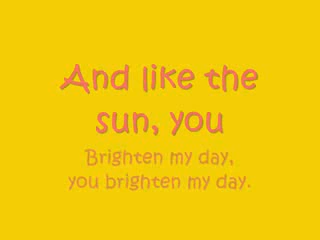 And like the
sun, you
Brighten my day,
you brighten my day.